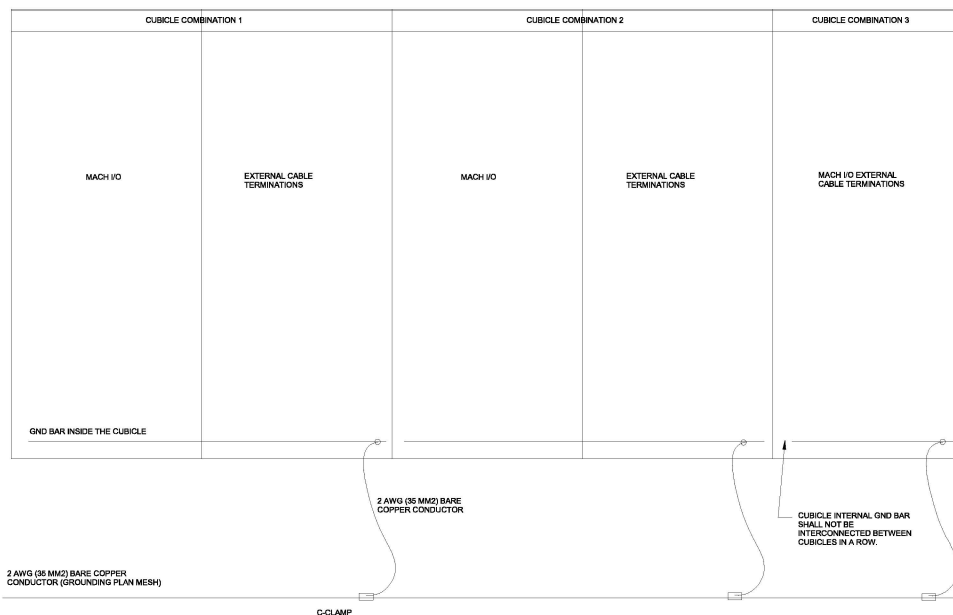 CUBICLE COMBINATION 1
CUBICLE COMBINATION 2
CUBICLE COMBINATION 3
MACH I/O
EXTERNAL CABLE
TERMINATIONS
MACH I/O
EXTERNAL CABLE
TERMINATIONS
MACH I/O EXTERNAL
CABLE TERMINATIONS
GND BAR INSIDE THE CUBICLE
2 AWG (35 MM2) BARE
COPPER CONDUCTOR
CUBICLE INTERNAL GND BAR
SHALL NOT BE
INTERCONNECTED BETWEEN
CUBICLES IN A ROW.
2 AWG (35 MM2) BARE COPPER
CONDUCTOR (GROUNDING PLAN MESH)
C-CLAMP